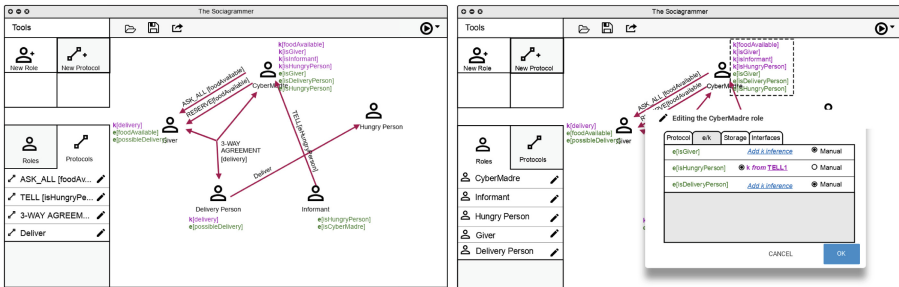 The Sociagrammer
Tools
New Role
New Protocol
Roles
Protocols
ASK_ALL [foodAv...
TELL [isHungryPe...
3-WAY AGREEM...
Deliver
k[foodAvailable]
k[isGiver]
k[isInformant]
k[isHungryPerson]
e[isGiver]
e[isDeliveryPerson]
e[isHungryPerson]
CyberMadre
ASK_ALL [foodAvailable]
RESERVE[foodAvailable]
TELL[isHungryPerson]
k[delivery]
e[foodAvailable]
e[possibleDelivery]
Giver
3-WAY
AGREEMENT
[delivery]
Hungry Person
Deliver
Delivery Person
k[delivery]
e[possibleDelivery]
Informant
e[isHungryPerson]
e[isCyberMadre]
The Sociagrammer
Tools
New Role
New Protocol
Roles
Protocols
CyberMadre
Informant
Hungry Person
Giver
Delivery Person
k[foodAvailable]
k[isGiver]
k[isInformant]
k[isHungryPerson]
e[isGiver]
e[isDeliveryPerson]
e[isHungryPerson]
CyberMadre
ASK_ALL [foodAvailable]
k[delivery]
e[foodAvailable]
Giver
Editing the CyberMadre role
Protocol e/k Storage Interfaces
e[isGiver] Add k inference Manual
e[isHungryPerson] k from TELL1 Manual
e[isDeliveryPerson] Add k inference Manual
CANCEL OK